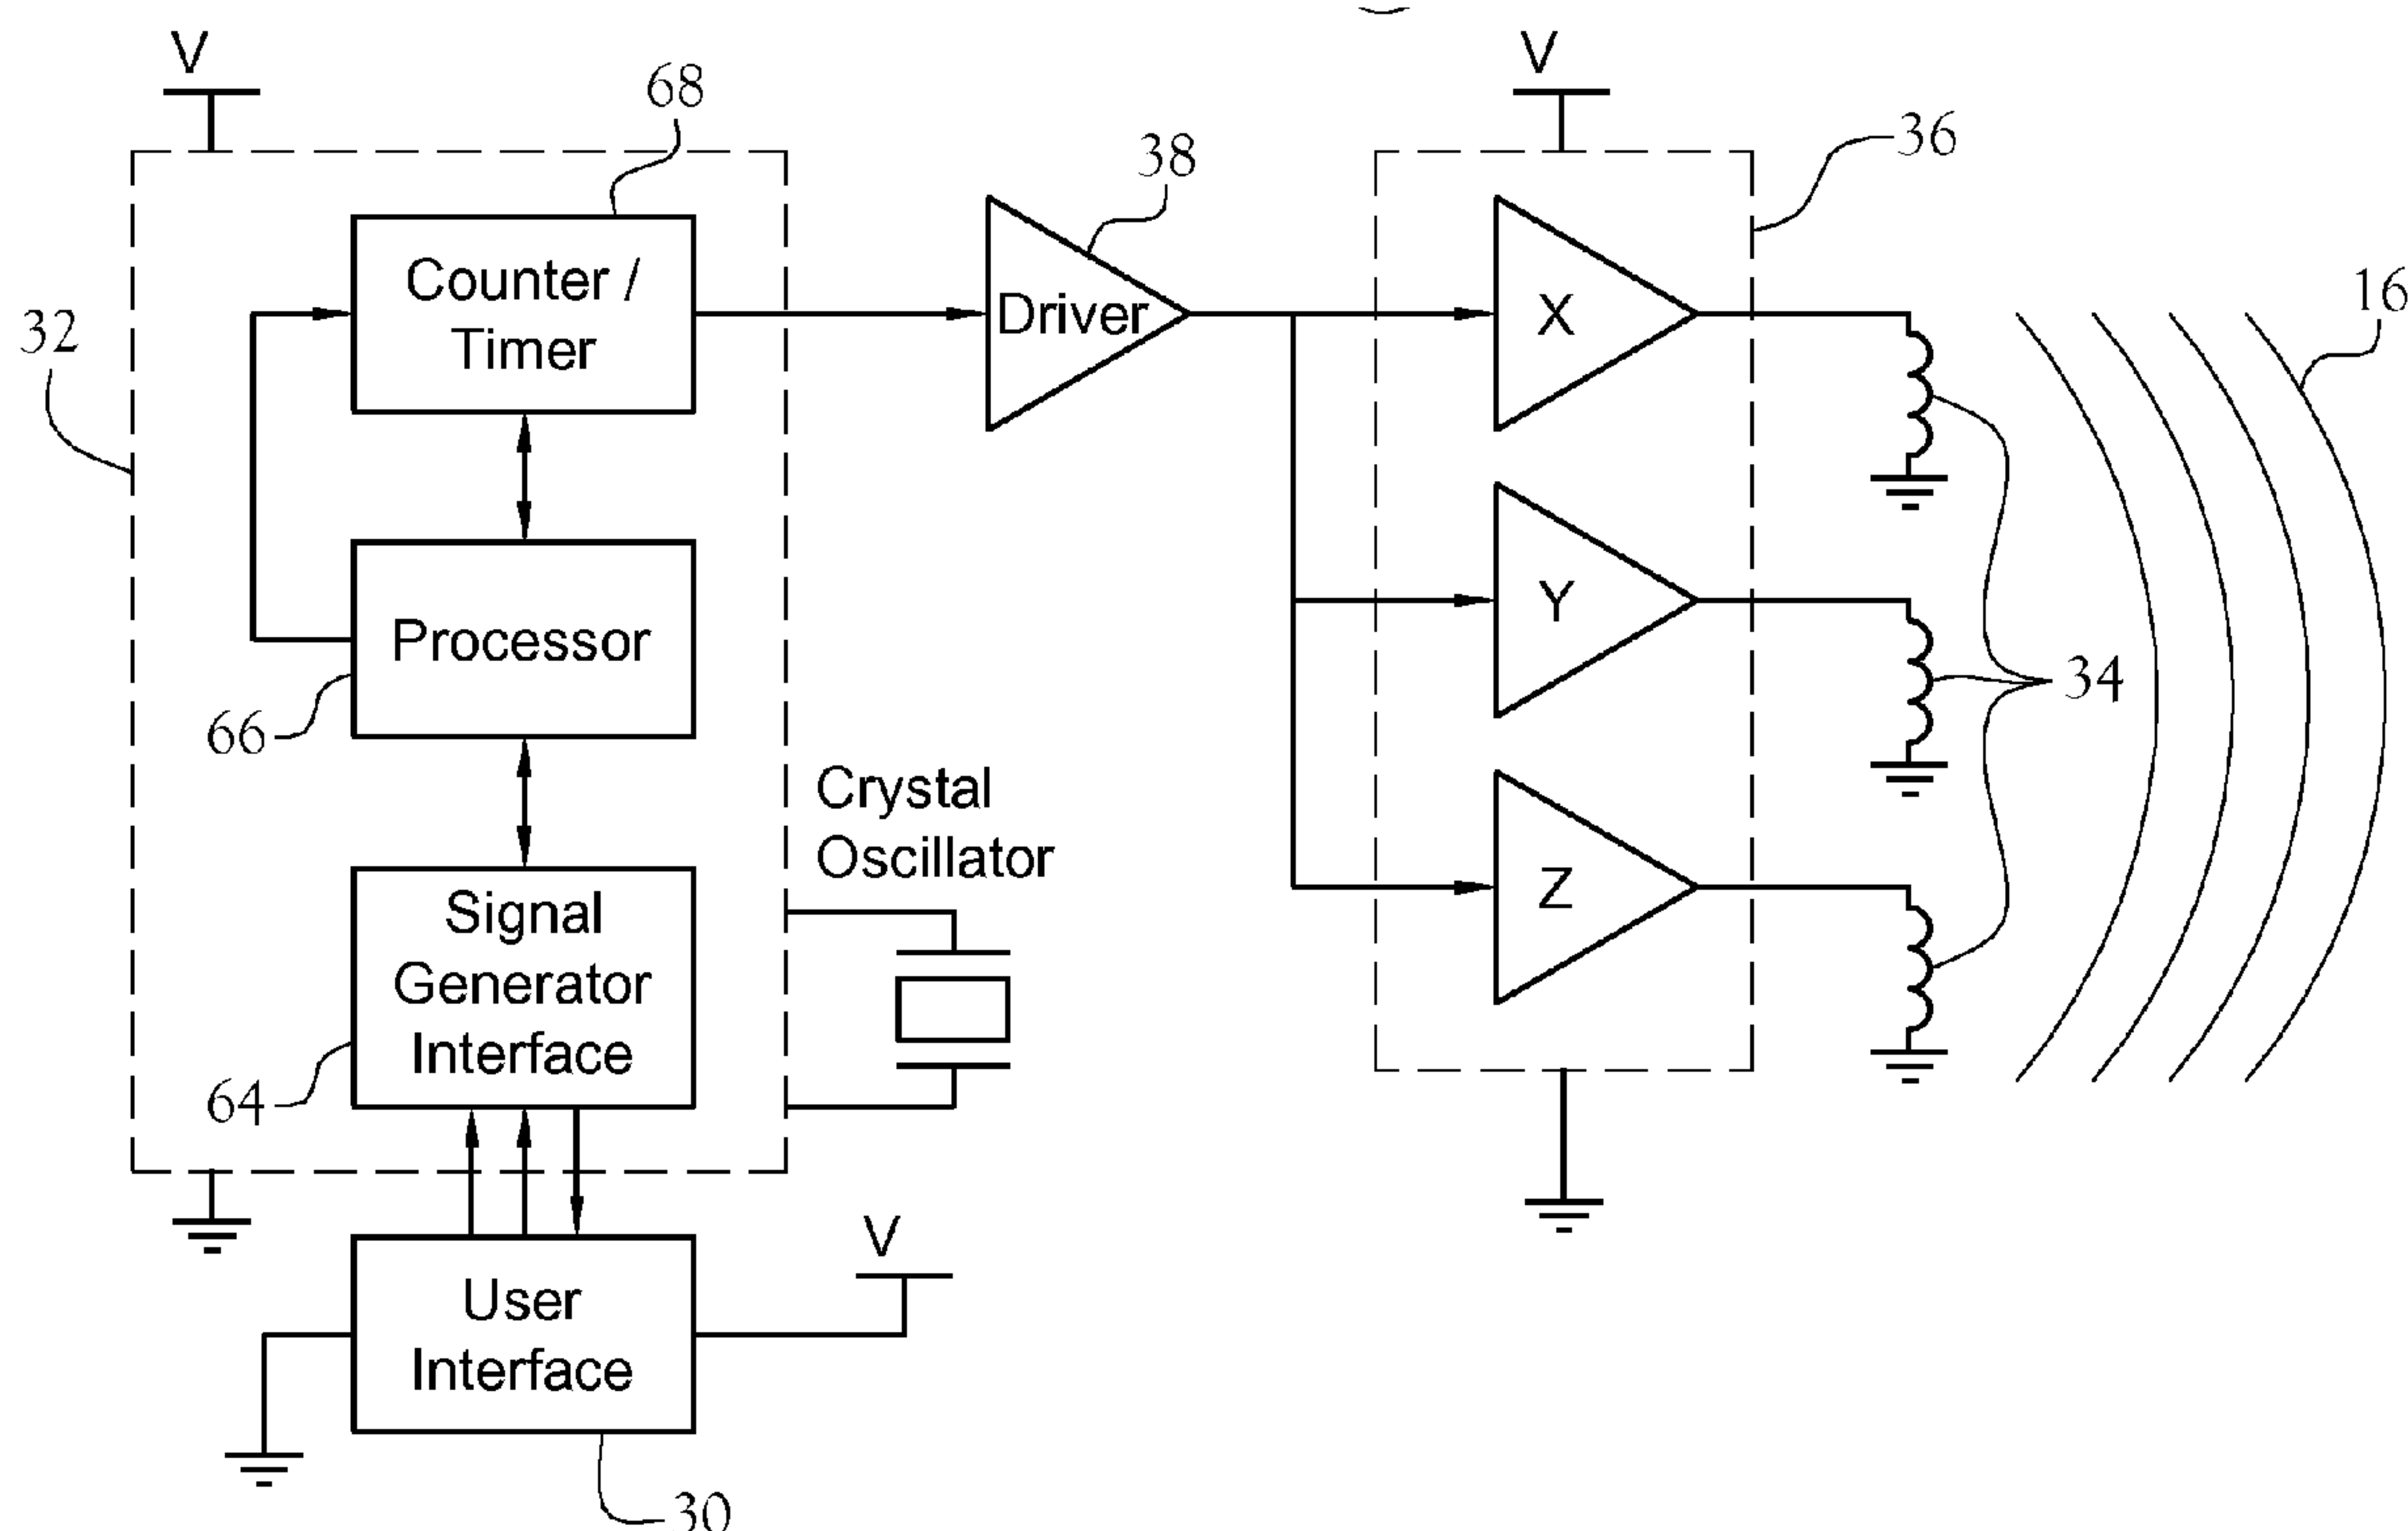 V
68
Counter /
Timer
32
Processor
66
Signal
Generator
Interface
64
Crystal
Oscillator
User
Interface
30
V
38
Driver
V
36
X
Y
Z
34
16